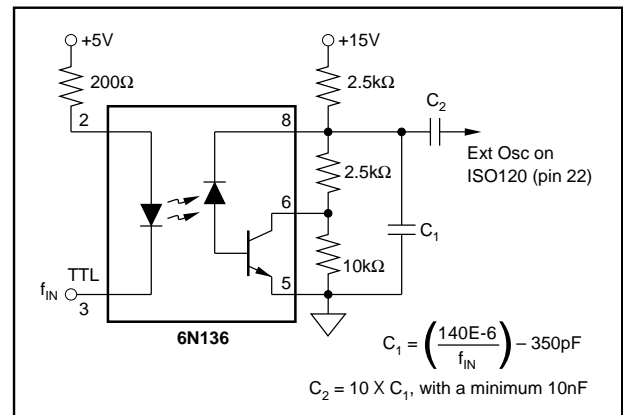 +5V
+15V
200Ω
2.5kΩ
2
8
C2
Ext Osc on
ISO120 (pin 22)
2.5kΩ
6
C1
10kΩ
TTL
fIN
3
5
6N136
C1 = (140E-6 / fIN) – 350pF
C2 = 10 X C1, with a minimum 10nF